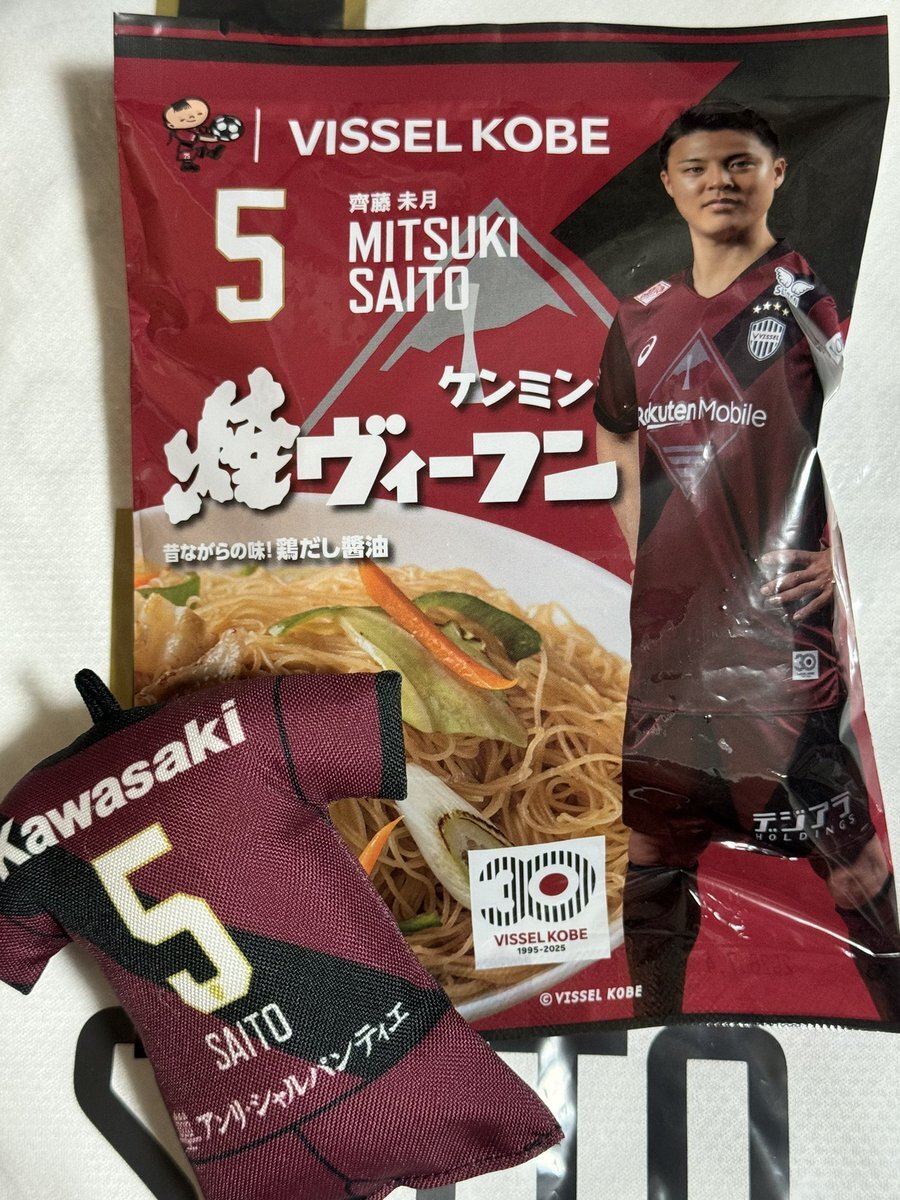 VISSEL KOBE
5
齊藤 未月
MITSUKI
SAITO
ケンミン
焼ヴィーフン
昔ながらの味!鶏だし醬油
VISSEL
Rakuten Mobile
30
デジアラ
HOLDINGS
30
VISSEL KOBE
1995-2025
© VISSEL KOBE
Kawasaki
5
SAITO
アンリ・シャルパンティエ